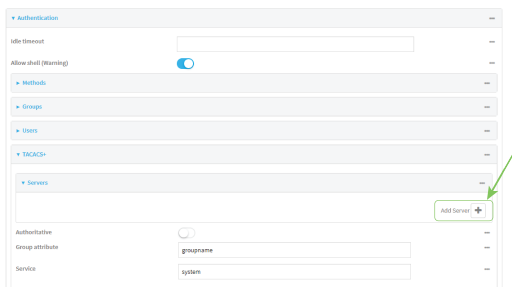 Authentication
Idle timeout
Allow shell (Warning)
Methods
Groups
Users
TACACS+
Servers
Add Server
Authoritative
Group attribute groupname
Service system